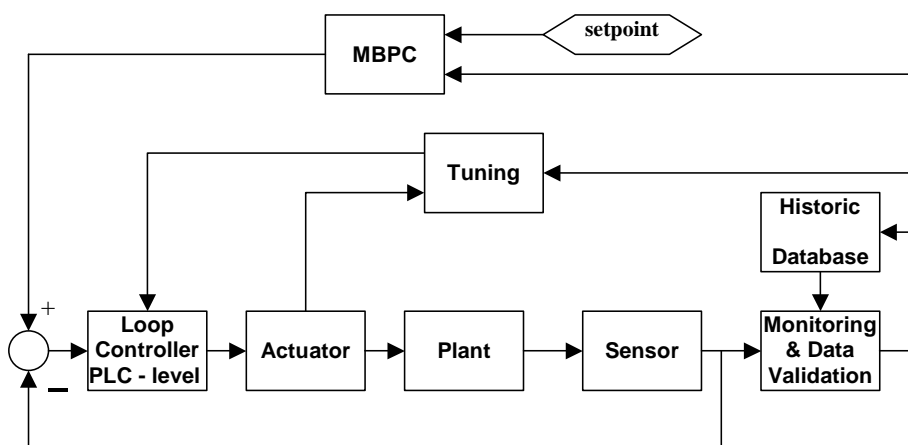 MBPC
setpoint
Tuning
Historic
Database
+
Loop
Controller
PLC - level
Actuator
Plant
Sensor
Monitoring
& Data
Validation
−